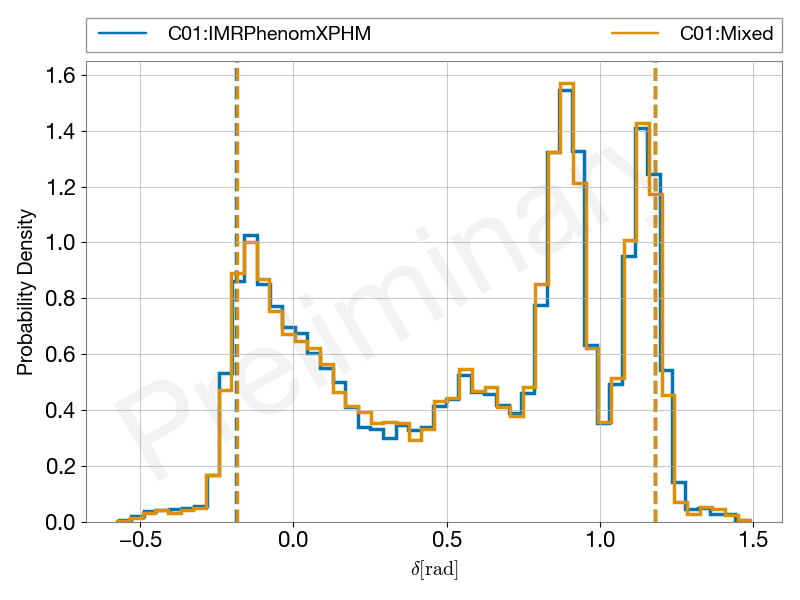 C01:IMRPhenomXPHM
C01:Mixed
1.6
1.4
1.2
1.0
0.8
0.6
0.4
0.2
0.0
Probability Density
Preliminary
−0.5
0.0
0.5
1.0
1.5
δ[rad]